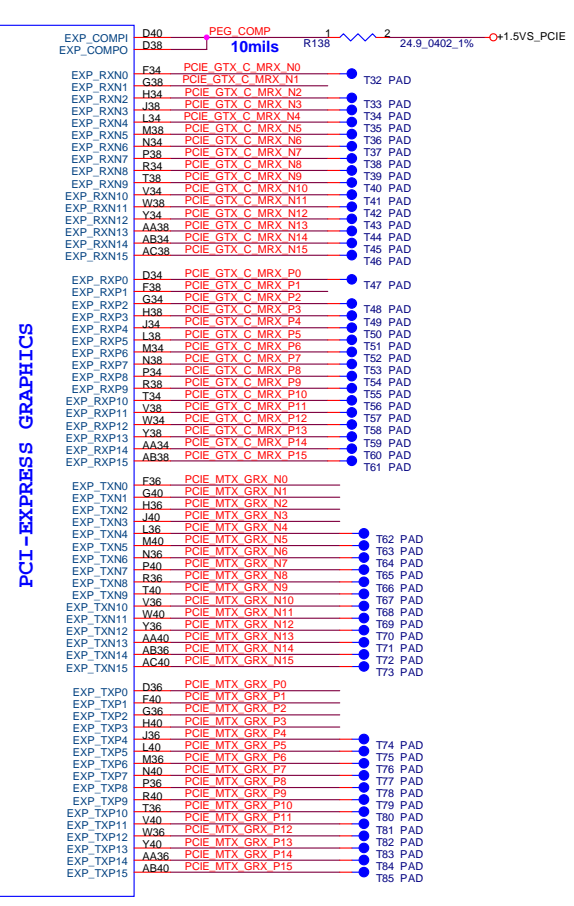 D40 PEG_COMP 1 2 +1.5VS_PCIE
EXP_COMPI
EXP_COMPO D38 10mils R138 24.9_0402_1%
EXP_RXN0 F34 PCIE_GTX_C_MRX_N0 T32 PAD
EXP_RXN1 G38 PCIE_GTX_C_MRX_N1
EXP_RXN2 H34 PCIE_GTX_C_MRX_N2 T33 PAD
EXP_RXN3 J38 PCIE_GTX_C_MRX_N3 T34 PAD
EXP_RXN4 L34 PCIE_GTX_C_MRX_N4 T35 PAD
EXP_RXN5 M38 PCIE_GTX_C_MRX_N5 T36 PAD
EXP_RXN6 N34 PCIE_GTX_C_MRX_N6 T37 PAD
EXP_RXN7 P38 PCIE_GTX_C_MRX_N7 T38 PAD
EXP_RXN8 R34 PCIE_GTX_C_MRX_N8 T39 PAD
EXP_RXN9 T38 PCIE_GTX_C_MRX_N9 T40 PAD
EXP_RXN10 V34 PCIE_GTX_C_MRX_N10 T41 PAD
EXP_RXN11 W38 PCIE_GTX_C_MRX_N11 T42 PAD
EXP_RXN12 Y34 PCIE_GTX_C_MRX_N12 T43 PAD
EXP_RXN13 AA38 PCIE_GTX_C_MRX_N13 T44 PAD
EXP_RXN14 AB34 PCIE_GTX_C_MRX_N14 T45 PAD
EXP_RXN15 AC38 PCIE_GTX_C_MRX_N15 T46 PAD
EXP_RXP0 D34 PCIE_GTX_C_MRX_P0 T47 PAD
EXP_RXP1 F38 PCIE_GTX_C_MRX_P1
EXP_RXP2 G34 PCIE_GTX_C_MRX_P2 T48 PAD
EXP_RXP3 H38 PCIE_GTX_C_MRX_P3 T49 PAD
EXP_RXP4 J34 PCIE_GTX_C_MRX_P4 T50 PAD
EXP_RXP5 L38 PCIE_GTX_C_MRX_P5 T51 PAD
EXP_RXP6 M34 PCIE_GTX_C_MRX_P6 T52 PAD
EXP_RXP7 N38 PCIE_GTX_C_MRX_P7 T53 PAD
EXP_RXP8 P34 PCIE_GTX_C_MRX_P8 T54 PAD
EXP_RXP9 R38 PCIE_GTX_C_MRX_P9 T55 PAD
EXP_RXP10 T34 PCIE_GTX_C_MRX_P10 T56 PAD
EXP_RXP11 V38 PCIE_GTX_C_MRX_P11 T57 PAD
EXP_RXP12 W34 PCIE_GTX_C_MRX_P12 T58 PAD
EXP_RXP13 Y38 PCIE_GTX_C_MRX_P13 T59 PAD
EXP_RXP14 AA34 PCIE_GTX_C_MRX_P14 T60 PAD
EXP_RXP15 AB38 PCIE_GTX_C_MRX_P15 T61 PAD
PCI-EXPRESS GRAPHICS
EXP_TXN0 F36 PCIE_MTX_GRX_N0
EXP_TXN1 G40 PCIE_MTX_GRX_N1
EXP_TXN2 H36 PCIE_MTX_GRX_N2
EXP_TXN3 J40 PCIE_MTX_GRX_N3
EXP_TXN4 L36 PCIE_MTX_GRX_N4 T62 PAD
EXP_TXN5 M40 PCIE_MTX_GRX_N5 T63 PAD
EXP_TXN6 N36 PCIE_MTX_GRX_N6 T64 PAD
EXP_TXN7 P40 PCIE_MTX_GRX_N7 T65 PAD
EXP_TXN8 R36 PCIE_MTX_GRX_N8 T66 PAD
EXP_TXN9 T40 PCIE_MTX_GRX_N9 T67 PAD
EXP_TXN10 V36 PCIE_MTX_GRX_N10 T68 PAD
EXP_TXN11 W40 PCIE_MTX_GRX_N11 T69 PAD
EXP_TXN12 Y36 PCIE_MTX_GRX_N12 T70 PAD
EXP_TXN13 AA40 PCIE_MTX_GRX_N13 T71 PAD
EXP_TXN14 AB36 PCIE_MTX_GRX_N14 T72 PAD
EXP_TXN15 AC40 PCIE_MTX_GRX_N15 T73 PAD
EXP_TXP0 D36 PCIE_MTX_GRX_P0
EXP_TXP1 F40 PCIE_MTX_GRX_P1
EXP_TXP2 G36 PCIE_MTX_GRX_P2
EXP_TXP3 H40 PCIE_MTX_GRX_P3
EXP_TXP4 J36 PCIE_MTX_GRX_P4 T74 PAD
EXP_TXP5 L40 PCIE_MTX_GRX_P5 T75 PAD
EXP_TXP6 M36 PCIE_MTX_GRX_P6 T76 PAD
EXP_TXP7 N40 PCIE_MTX_GRX_P7 T77 PAD
EXP_TXP8 P36 PCIE_MTX_GRX_P8 T78 PAD
EXP_TXP9 R40 PCIE_MTX_GRX_P9 T79 PAD
EXP_TXP10 T36 PCIE_MTX_GRX_P10 T80 PAD
EXP_TXP11 V40 PCIE_MTX_GRX_P11 T81 PAD
EXP_TXP12 W36 PCIE_MTX_GRX_P12 T82 PAD
EXP_TXP13 Y40 PCIE_MTX_GRX_P13 T83 PAD
EXP_TXP14 AA36 PCIE_MTX_GRX_P14 T84 PAD
EXP_TXP15 AB40 PCIE_MTX_GRX_P15 T85 PAD